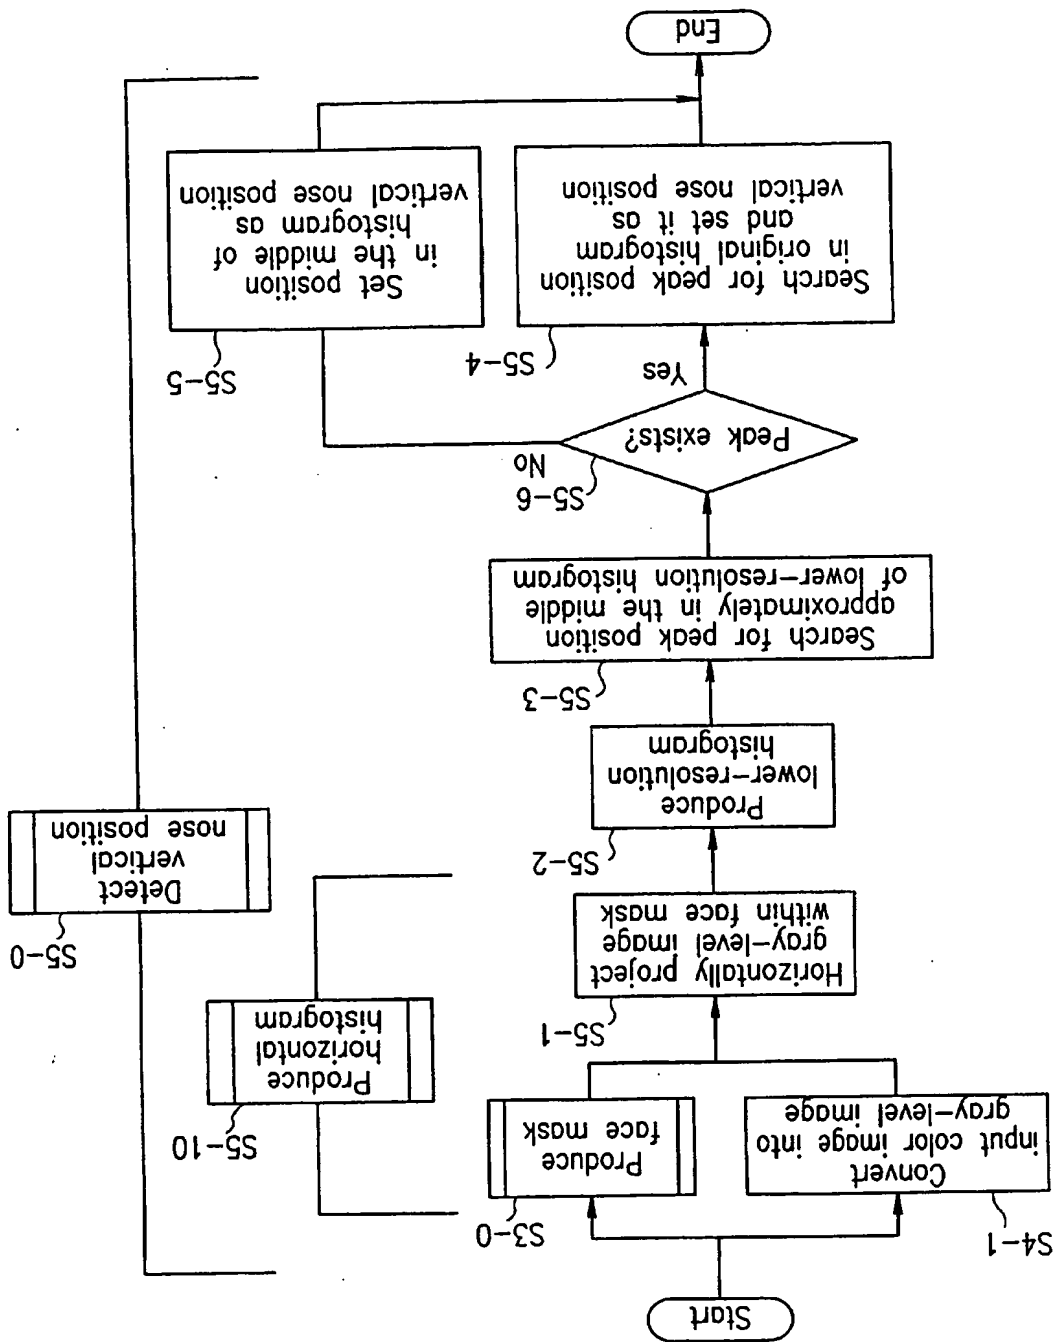 Start
S4-1
Convert
input color image into
gray-level image
S3-0
Produce
face mask
S5-10
Produce
horizontal
histogram
S5-1
Horizontally project
gray-level image
within face mask
S5-0
Detect
vertical
nose position
S5-2
Produce
lower-resolution
histogram
S5-3
Search for peak position
approximately in the middle
of lower-resolution histogram
S5-6
Peak exists?
No
Yes
S5-4
Search for peak position
in original histogram
and set it as
vertical nose position
S5-5
Set position
in the middle of
histogram as
vertical nose position
End